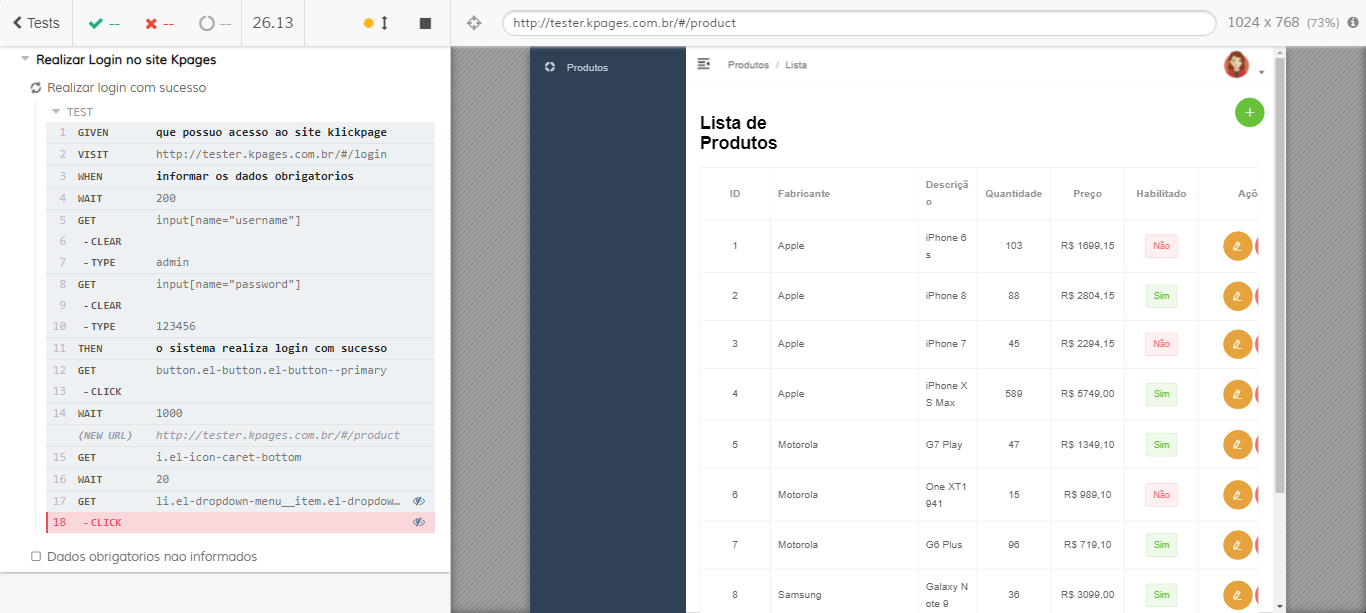 Tests -- -- -- 26.13
http://tester.kpages.com.br/#/product
1024 x 768 (73%)
Realizar Login no site Kpages
Realizar login com sucesso
TEST
1 GIVEN que possuo acesso ao site klickpage
2 VISIT http://tester.kpages.com.br/#/login
3 WHEN informar os dados obrigatorios
4 WAIT 200
5 GET input[name="username"]
6 - CLEAR
7 - TYPE admin
8 GET input[name="password"]
9 - CLEAR
10 - TYPE 123456
11 THEN o sistema realiza login com sucesso
12 GET button.el-button.el-button--primary
13 - CLICK
14 WAIT 1000
(NEW URL) http://tester.kpages.com.br/#/product
15 GET i.el-icon-caret-bottom
16 WAIT 20
17 GET li.el-dropdown-menu__item.el-dropdow…
18 - CLICK
Dados obrigatorios nao informados
Produtos
Produtos / Lista
Lista de
Produtos
+
ID Fabricante Descriçã
o Quantidade Preço Habilitado Açõ
1 Apple iPhone 6
s 103 R$ 1699,15 Não
2 Apple iPhone 8 88 R$ 2804,15 Sim
3 Apple iPhone 7 45 R$ 2294,15 Não
4 Apple iPhone X
S Max 589 R$ 5749,00 Sim
5 Motorola G7 Play 47 R$ 1349,10 Sim
6 Motorola One XT1
941 15 R$ 989,10 Não
7 Motorola G6 Plus 96 R$ 719,10 Sim
8 Samsung Galaxy N
ote 9 36 R$ 3099,00 Sim